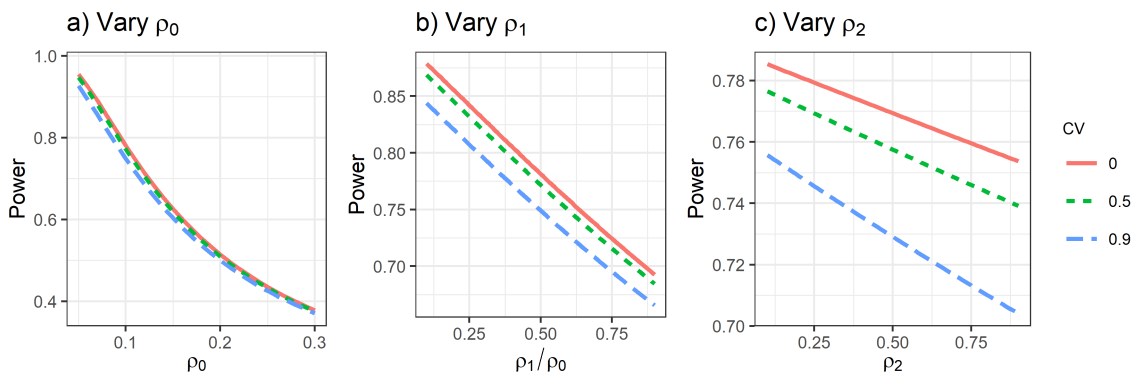 a) Vary ρ0
Power
1.0
0.8
0.6
0.4
0.1 0.2 0.3
ρ0
b) Vary ρ1
Power
0.85
0.80
0.75
0.70
0.25 0.50 0.75
ρ1/ρ0
c) Vary ρ2
Power
0.78
0.76
0.74
0.72
0.70
0.25 0.50 0.75
ρ2
CV
0
0.5
0.9